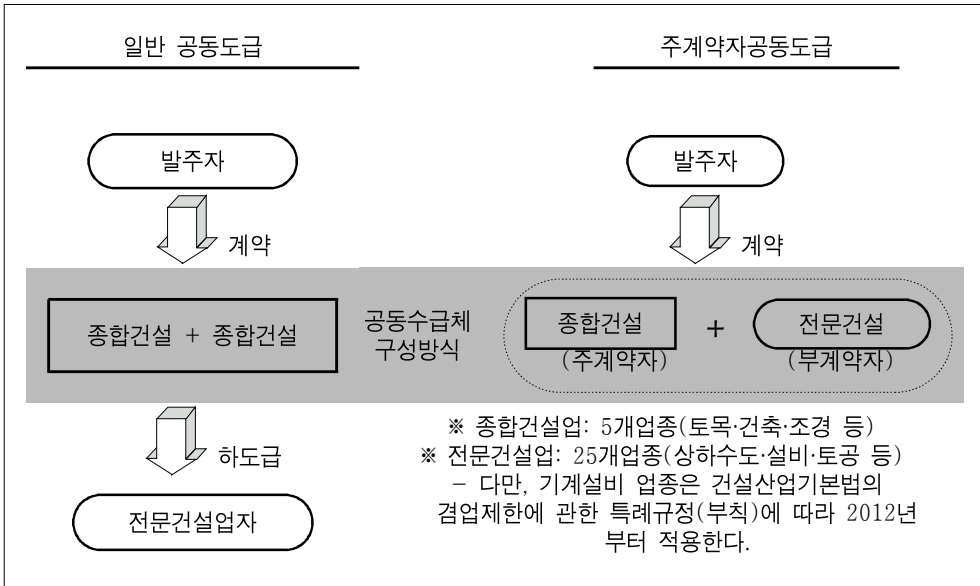 일반 공동도급
주계약자공동도급
발주자
발주자
계약
계약
종합건설 + 종합건설
공동수급체
구성방식
종합건설
(주계약자)
+
전문건설
(부계약자)
하도급
전문건설업자
※ 종합건설업: 5개업종(토목·건축·조경 등)
※ 전문건설업: 25개업종(상하수도·설비·토공 등)
- 다만, 기계설비 업종은 건설산업기본법의
겸업제한에 관한 특례규정(부칙)에 따라 2012년
부터 적용한다.